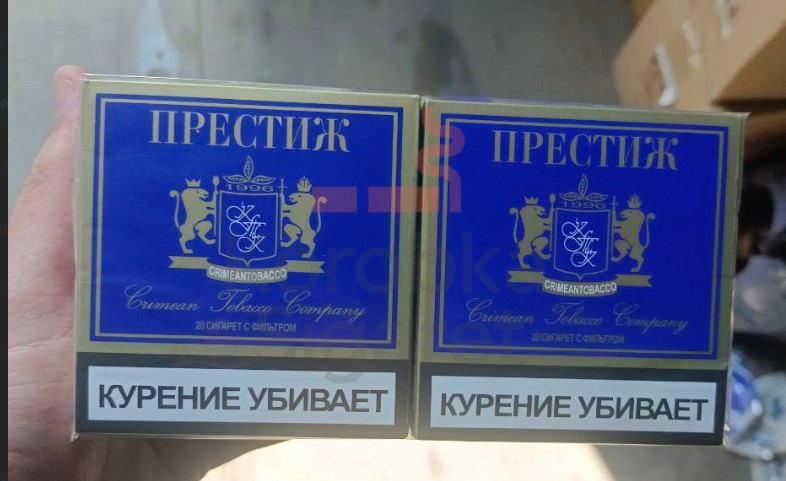 ПРЕСТИЖ
1996
CRIMEANTOBACCO
Crimean Tobacco Company
20 СИГАРЕТ С ФИЛЬТРОМ
КУРЕНИЕ УБИВАЕТ
ПРЕСТИЖ
1996
CRIMEANTOBACCO
Crimean Tobacco Company
20 СИГАРЕТ С ФИЛЬТРОМ
КУРЕНИЕ УБИВАЕТ